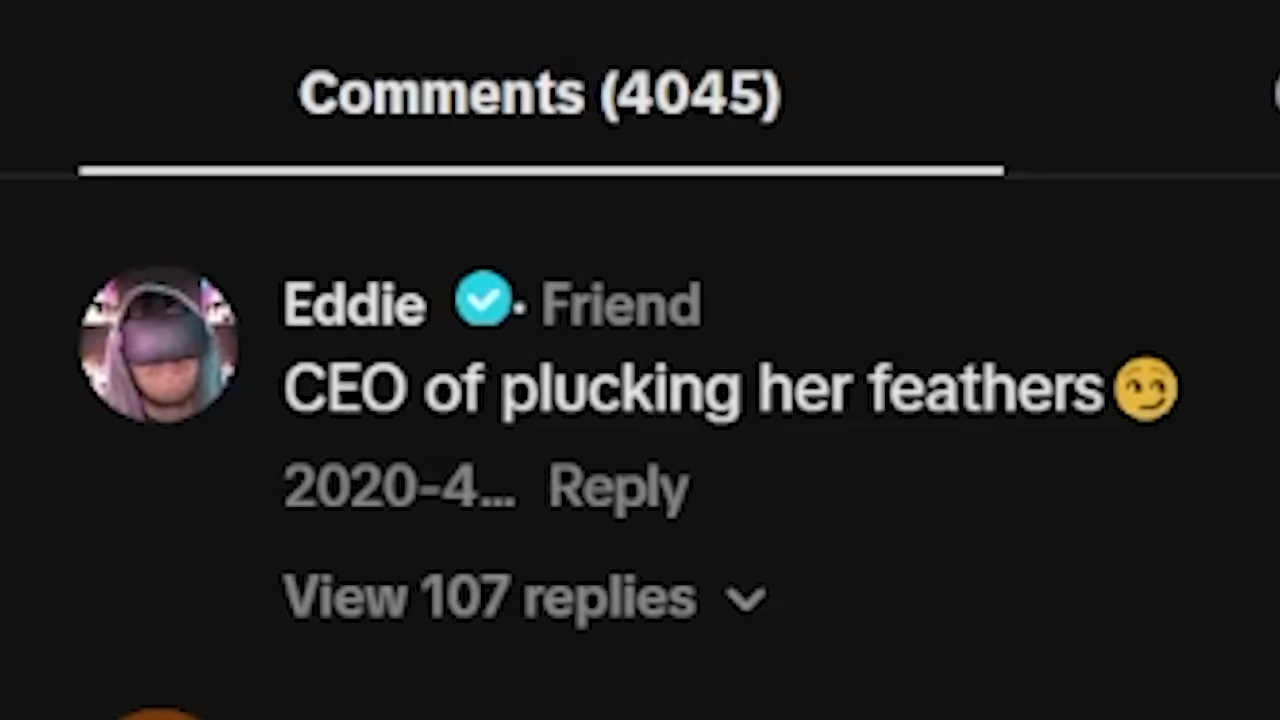 Comments (4045)
Eddie · Friend
CEO of plucking her feathers😏
2020-4... Reply
View 107 replies